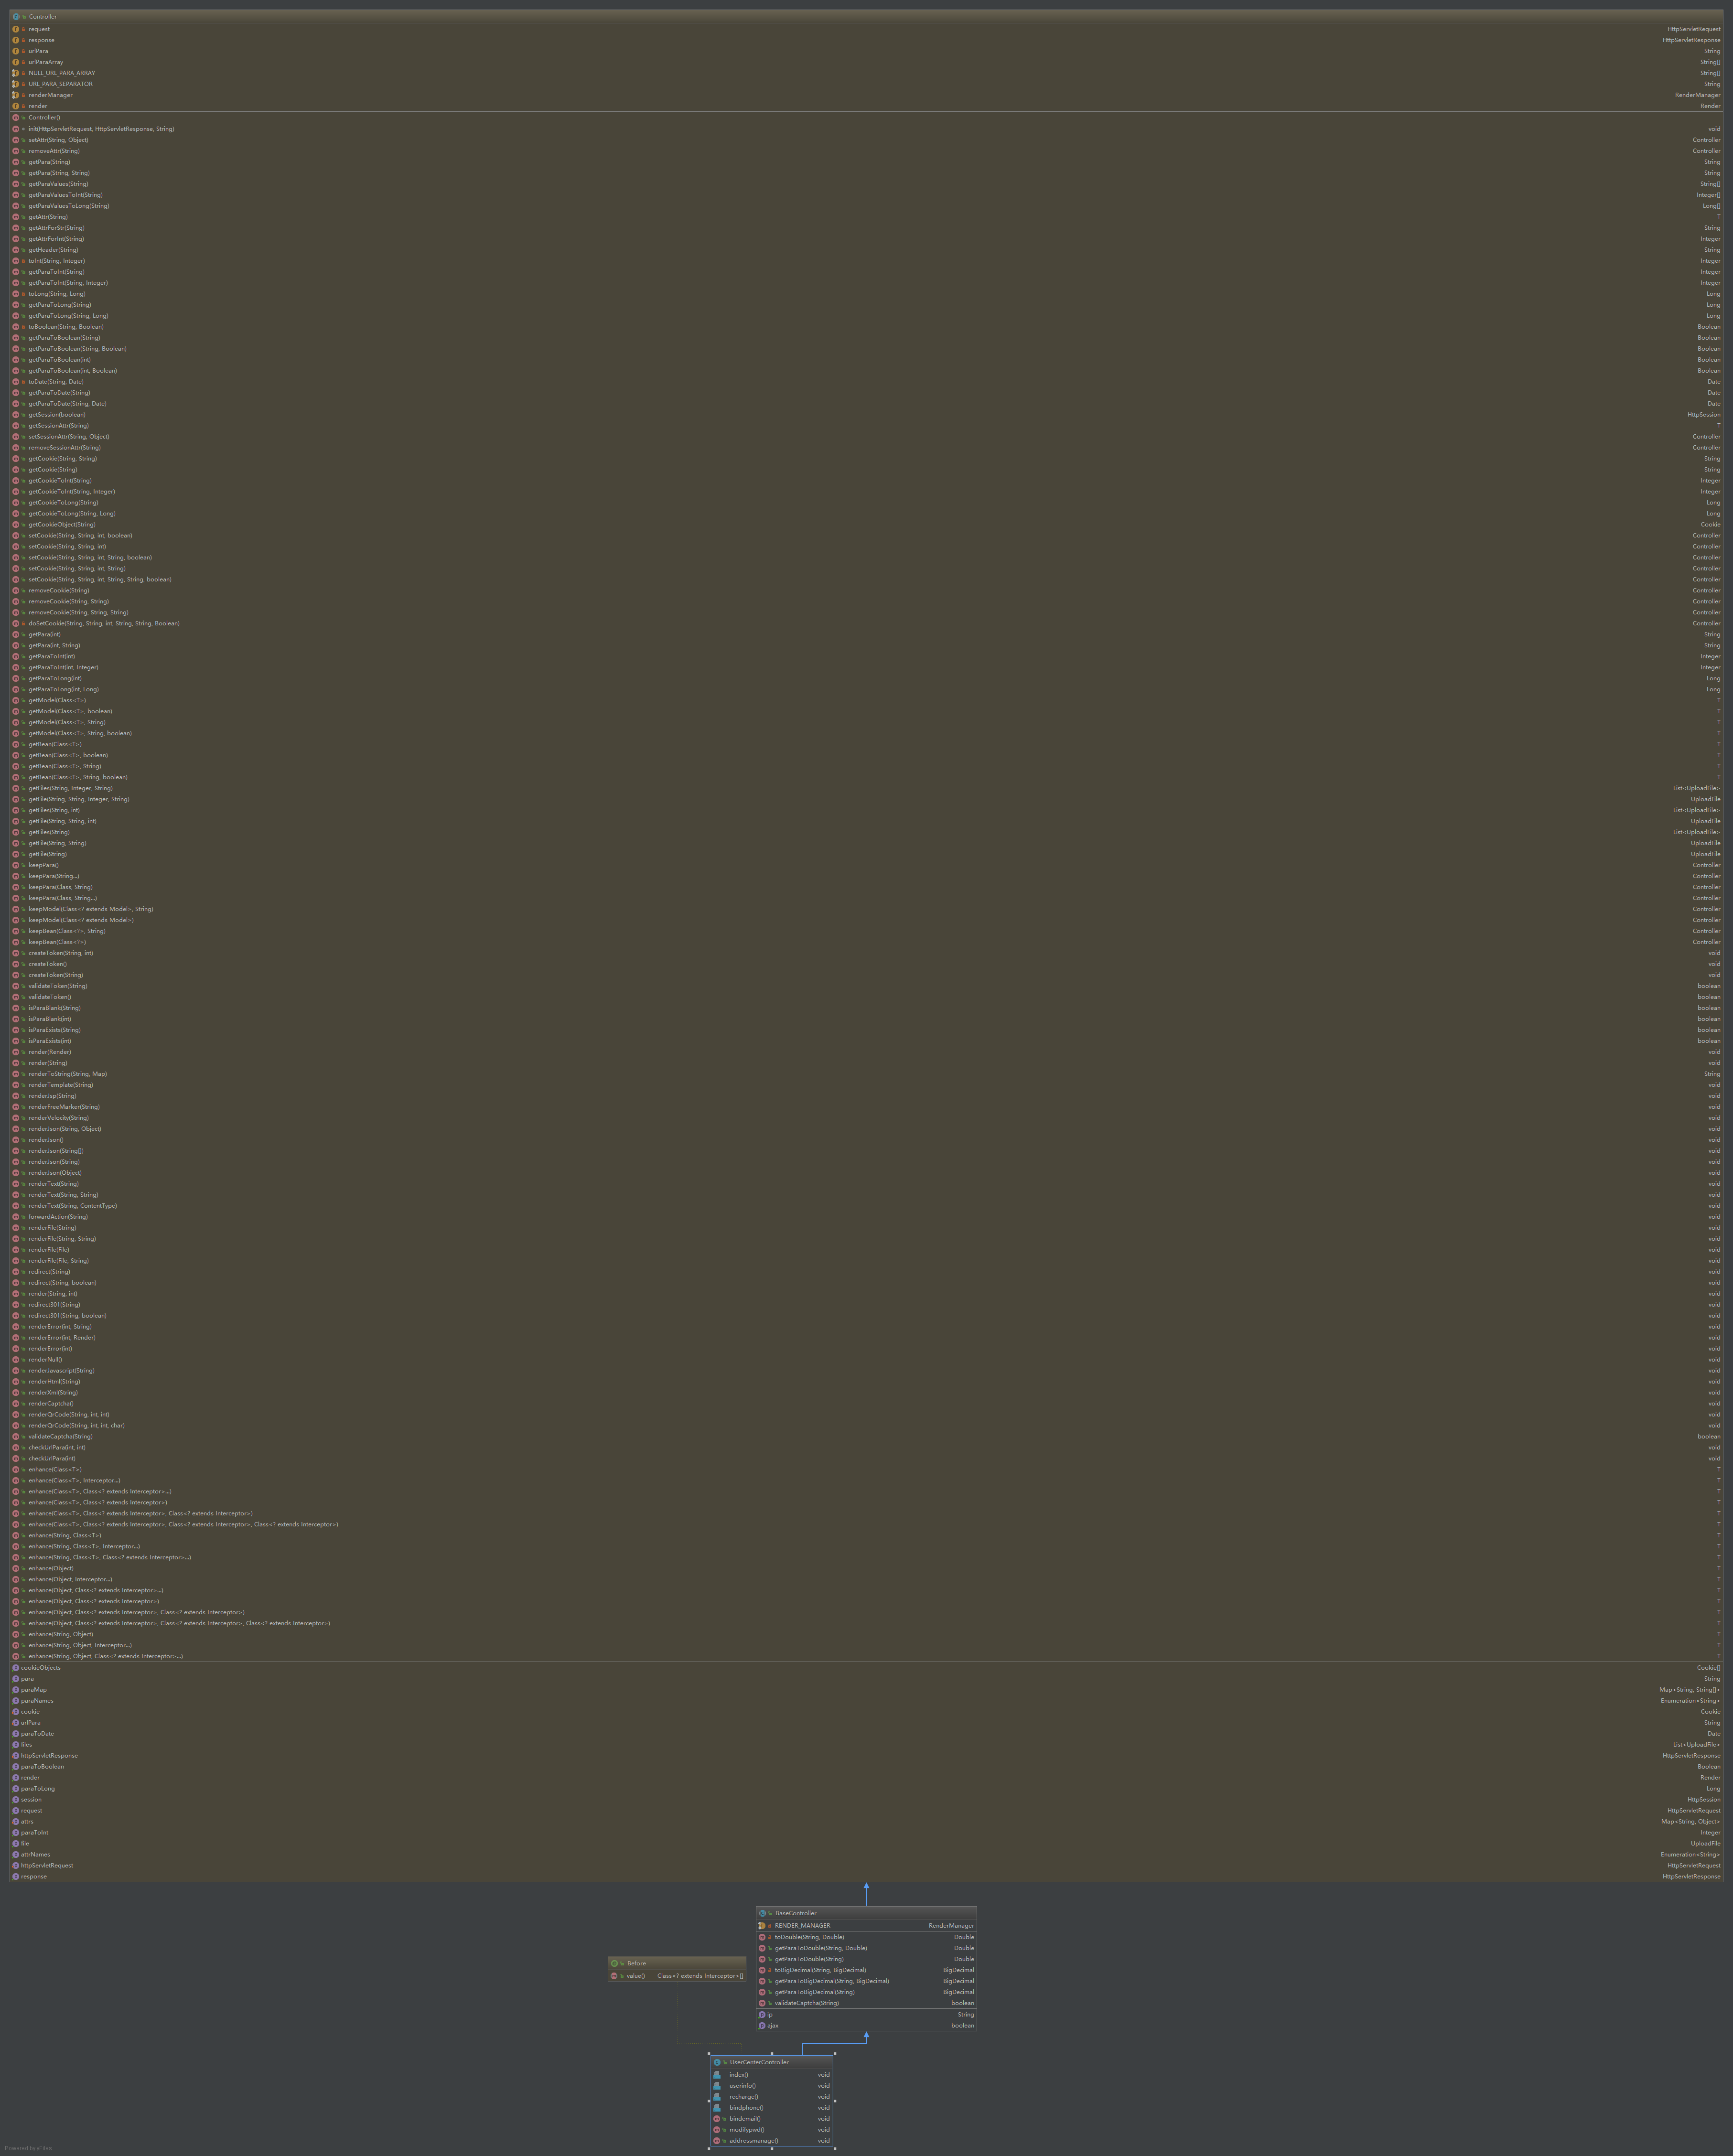 Controller
request HttpServletRequest
response HttpServletResponse
urlPara String
urlParaArray String[]
NULL_URL_PARA_ARRAY String[]
URL_PARA_SEPARATOR String
renderManager RenderManager
render Render
Controller()
init(HttpServletRequest, HttpServletResponse, String) void
setAttr(String, Object) Controller
removeAttr(String) Controller
getPara(String) String
getPara(String, String) String
getParaValues(String) String[]
getParaValuesToInt(String) Integer[]
getParaValuesToLong(String) Long[]
getAttr(String) T
getAttrForStr(String) String
getAttrForInt(String) Integer
getHeader(String) String
toInt(String, Integer) Integer
getParaToInt(String) Integer
getParaToInt(String, Integer) Integer
toLong(String, Long) Long
getParaToLong(String) Long
getParaToLong(String, Long) Long
toBoolean(String, Boolean) Boolean
getParaToBoolean(String) Boolean
getParaToBoolean(String, Boolean) Boolean
getParaToBoolean(int) Boolean
getParaToBoolean(int, Boolean) Boolean
toDate(String, Date) Date
getParaToDate(String) Date
getParaToDate(String, Date) Date
getSession(boolean) HttpSession
getSessionAttr(String) T
setSessionAttr(String, Object) Controller
removeSessionAttr(String) Controller
getCookie(String, String) String
getCookie(String) String
getCookieToInt(String) Integer
getCookieToInt(String, Integer) Integer
getCookieToLong(String) Long
getCookieToLong(String, Long) Long
getCookieObject(String) Cookie
setCookie(String, String, int, boolean) Controller
setCookie(String, String, int) Controller
setCookie(String, String, int, String, boolean) Controller
setCookie(String, String, int, String) Controller
setCookie(String, String, int, String, String, boolean) Controller
removeCookie(String) Controller
removeCookie(String, String) Controller
removeCookie(String, String, String) Controller
doSetCookie(String, String, int, String, String, Boolean) Controller
getPara(int) String
getPara(int, String) String
getParaToInt(int) Integer
getParaToInt(int, Integer) Integer
getParaToLong(int) Long
getParaToLong(int, Long) Long
getModel(Class<T>) T
getModel(Class<T>, boolean) T
getModel(Class<T>, String) T
getModel(Class<T>, String, boolean) T
getBean(Class<T>) T
getBean(Class<T>, boolean) T
getBean(Class<T>, String) T
getBean(Class<T>, String, boolean) T
getFiles(String, Integer, String) List<UploadFile>
getFile(String, String, Integer, String) UploadFile
getFiles(String, int) List<UploadFile>
getFile(String, String, int) UploadFile
getFiles(String) List<UploadFile>
getFile(String, String) UploadFile
getFile(String) UploadFile
keepPara() Controller
keepPara(String...) Controller
keepPara(Class, String) Controller
keepPara(Class, String...) Controller
keepModel(Class<? extends Model>, String) Controller
keepModel(Class<? extends Model>) Controller
keepBean(Class<?>, String) Controller
keepBean(Class<?>) Controller
createToken(String, int) void
createToken() void
createToken(String) void
validateToken(String) boolean
validateToken() boolean
isParaBlank(String) boolean
isParaBlank(int) boolean
isParaExists(String) boolean
isParaExists(int) boolean
render(Render) void
render(String) void
renderToString(String, Map) String
renderTemplate(String) void
renderJsp(String) void
renderFreeMarker(String) void
renderVelocity(String) void
renderJson(String, Object) void
renderJson() void
renderJson(String[]) void
renderJson(String) void
renderJson(Object) void
renderText(String) void
renderText(String, String) void
renderText(String, ContentType) void
forwardAction(String) void
renderFile(String) void
renderFile(String, String) void
renderFile(File) void
renderFile(File, String) void
redirect(String) void
redirect(String, boolean) void
render(String, int) void
redirect301(String) void
redirect301(String, boolean) void
renderError(int, String) void
renderError(int, Render) void
renderError(int) void
renderNull() void
renderJavascript(String) void
renderHtml(String) void
renderXml(String) void
renderCaptcha() void
renderQrCode(String, int, int) void
renderQrCode(String, int, int, char) void
validateCaptcha(String) boolean
checkUrlPara(int, int) void
checkUrlPara(int) void
enhance(Class<T>) T
enhance(Class<T>, Interceptor...) T
enhance(Class<T>, Class<? extends Interceptor>...) T
enhance(Class<T>, Class<? extends Interceptor>) T
enhance(Class<T>, Class<? extends Interceptor>, Class<? extends Interceptor>) T
enhance(Class<T>, Class<? extends Interceptor>, Class<? extends Interceptor>, Class<? extends Interceptor>) T
enhance(String, Class<T>) T
enhance(String, Class<T>, Interceptor...) T
enhance(String, Class<T>, Class<? extends Interceptor>...) T
enhance(Object) T
enhance(Object, Interceptor...) T
enhance(Object, Class<? extends Interceptor>...) T
enhance(Object, Class<? extends Interceptor>) T
enhance(Object, Class<? extends Interceptor>, Class<? extends Interceptor>) T
enhance(Object, Class<? extends Interceptor>, Class<? extends Interceptor>, Class<? extends Interceptor>) T
enhance(String, Object) T
enhance(String, Object, Interceptor...) T
enhance(String, Object, Class<? extends Interceptor>...) T
cookieObjects Cookie[]
para String
paraMap Map<String, String[]>
paraNames Enumeration<String>
cookie Cookie
urlPara String
paraToDate Date
files List<UploadFile>
httpServletResponse HttpServletResponse
paraToBoolean Boolean
render Render
paraToLong Long
session HttpSession
request HttpServletRequest
attrs Map<String, Object>
paraToInt Integer
file UploadFile
attrNames Enumeration<String>
httpServletRequest HttpServletRequest
response HttpServletResponse
BaseController
RENDER_MANAGER RenderManager
toDouble(String, Double) Double
getParaToDouble(String, Double) Double
getParaToDouble(String) Double
toBigDecimal(String, BigDecimal) BigDecimal
getParaToBigDecimal(String, BigDecimal) BigDecimal
getParaToBigDecimal(String) BigDecimal
validateCaptcha(String) boolean
ip String
ajax boolean
Before
value() Class<? extends Interceptor>[]
UserCenterController
index() void
userinfo() void
recharge() void
bindphone() void
bindemail() void
modifypwd() void
addressmanage() void
Powered by yFiles